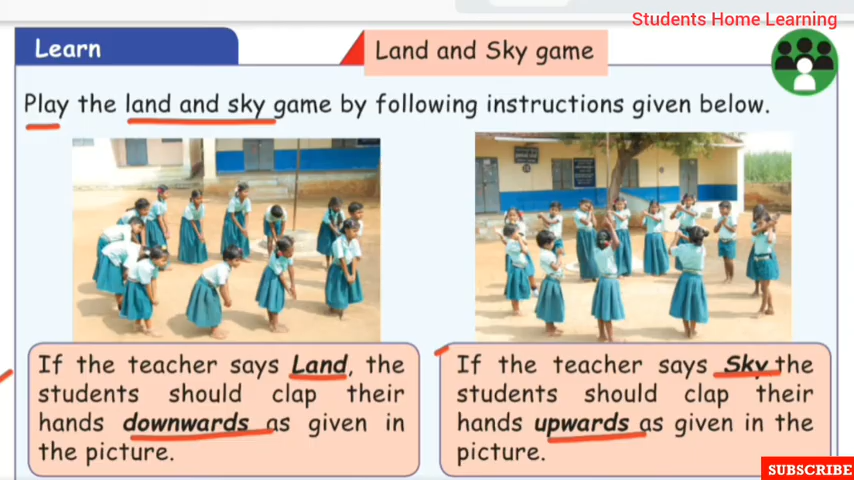 Students Home Learning
Learn
Land and Sky game
Play the land and sky game by following instructions given below.
If the teacher says Land, the
students should clap their
hands downwards as given in
the picture.
If the teacher says Sky the
students should clap their
hands upwards as given in the
picture.
SUBSCRIBE